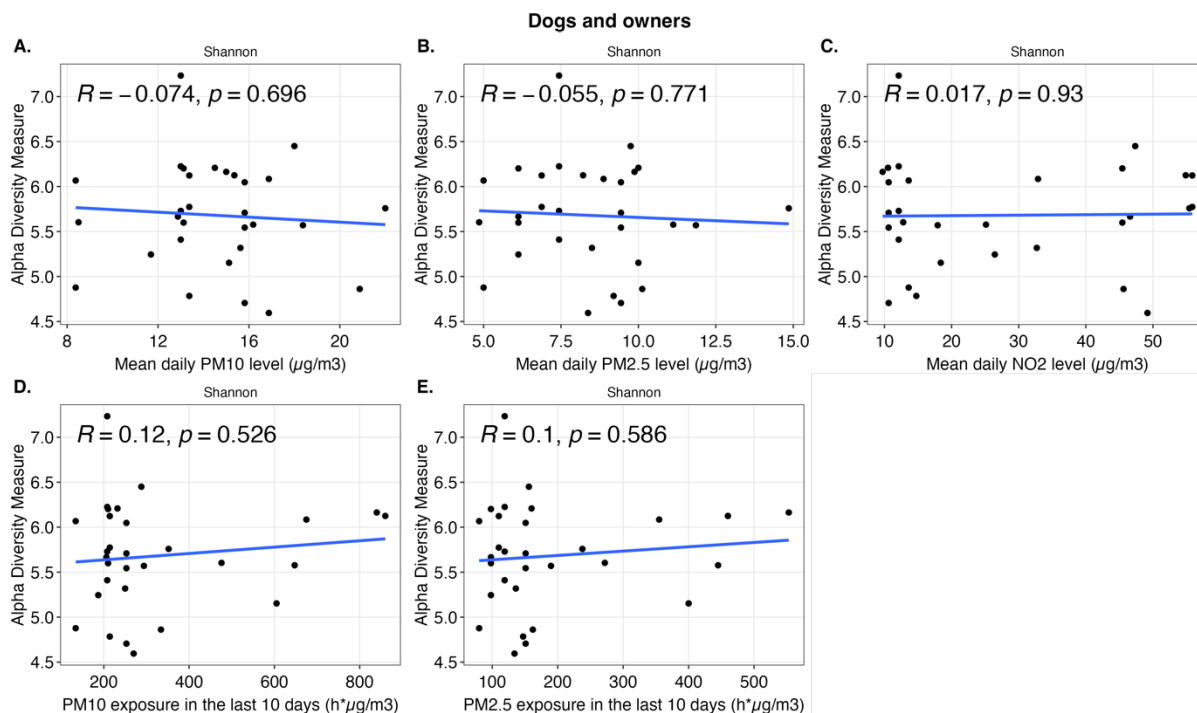 Dogs and owners
A.
Shannon
R = −0.074, p = 0.696
Alpha Diversity Measure
7.0
6.5
6.0
5.5
5.0
4.5
8 12 16 20
Mean daily PM10 level (µg/m3)
B.
Shannon
R = −0.055, p = 0.771
Alpha Diversity Measure
7.0
6.5
6.0
5.5
5.0
4.5
5.0 7.5 10.0 12.5 15.0
Mean daily PM2.5 level (µg/m3)
C.
Shannon
R = 0.017, p = 0.93
Alpha Diversity Measure
7.0
6.5
6.0
5.5
5.0
4.5
10 20 30 40 50
Mean daily NO2 level (µg/m3)
D.
Shannon
R = 0.12, p = 0.526
Alpha Diversity Measure
7.0
6.5
6.0
5.5
5.0
4.5
200 400 600 800
PM10 exposure in the last 10 days (h*µg/m3)
E.
Shannon
R = 0.1, p = 0.586
Alpha Diversity Measure
7.0
6.5
6.0
5.5
5.0
4.5
100 200 300 400 500
PM2.5 exposure in the last 10 days (h*µg/m3)